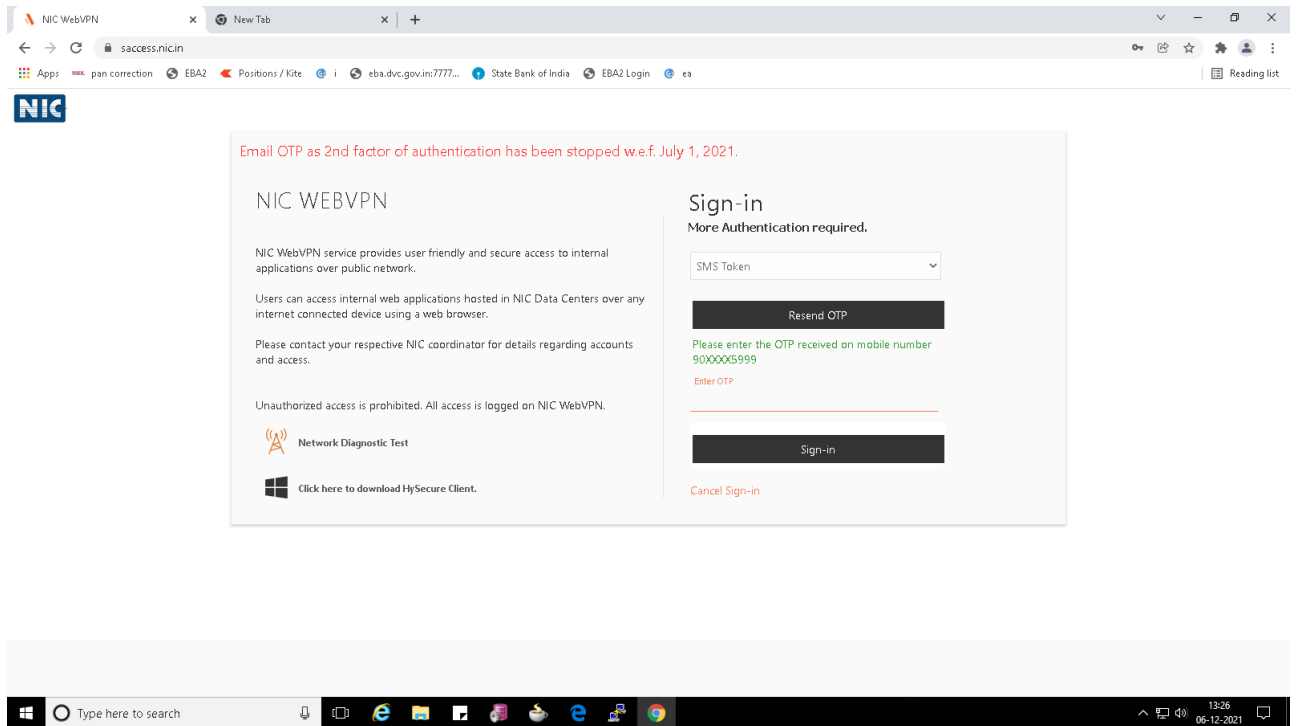 NIC WebVPN
New Tab
saccess.nic.in
Apps
NSDL pan correction
EBA2
Positions / Kite
i
eba.dvc.gov.in:7777...
State Bank of India
EBA2 Login
ea
Reading list
NIC
Email OTP as 2nd factor of authentication has been stopped w.e.f. July 1, 2021.
NIC WEBVPN
NIC WebVPN service provides user friendly and secure access to internal
applications over public network.
Users can access internal web applications hosted in NIC Data Centers over any
internet connected device using a web browser.
Please contact your respective NIC coordinator for details regarding accounts
and access.
Unauthorized access is prohibited. All access is logged on NIC WebVPN.
Network Diagnostic Test
Click here to download HySecure Client.
Sign-in
More Authentication required.
SMS Token
Resend OTP
Please enter the OTP received on mobile number
90XXXX5999
Enter OTP
Sign-in
Cancel Sign-in
Type here to search
13:26
06-12-2021